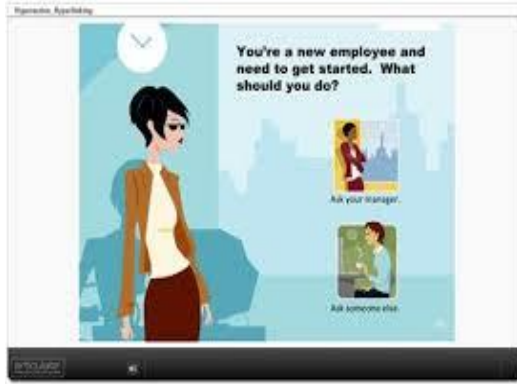 You're a new employee and
need to get started. What
should you do?
Ask your manager.
Ask someone else.
articulate